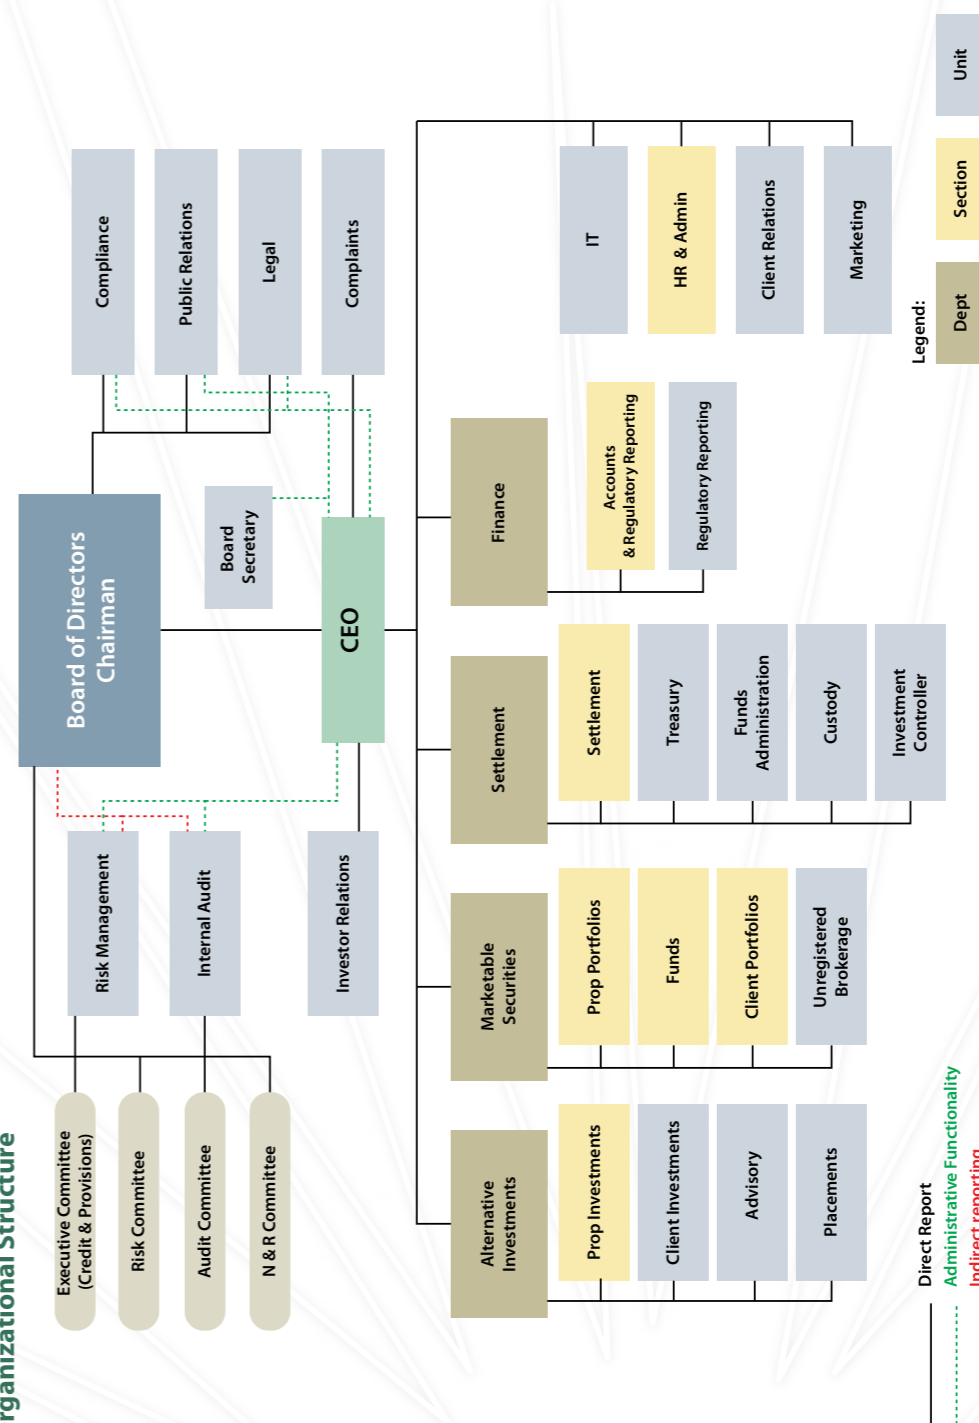 rganizational Structure
Board of Directors
Chairman
Executive Committee
(Credit & Provisions)
Risk Committee
Audit Committee
N & R Committee
Risk Management
Internal Audit
Investor Relations
Board
Secretary
CEO
Compliance
Public Relations
Legal
Complaints
Alternative
Investments
Prop Investments
Client Investments
Advisory
Placements
Marketable
Securities
Prop Portfolios
Funds
Client Portfolios
Unregistered
Brokerage
Settlement
Settlement
Treasury
Funds
Administration
Custody
Investment
Controller
Finance
Accounts
& Regulatory Reporting
Regulatory Reporting
IT
HR & Admin
Client Relations
Marketing
Direct Report
Administrative Functionality
Indirect reporting
Legend:
Dept
Section
Unit